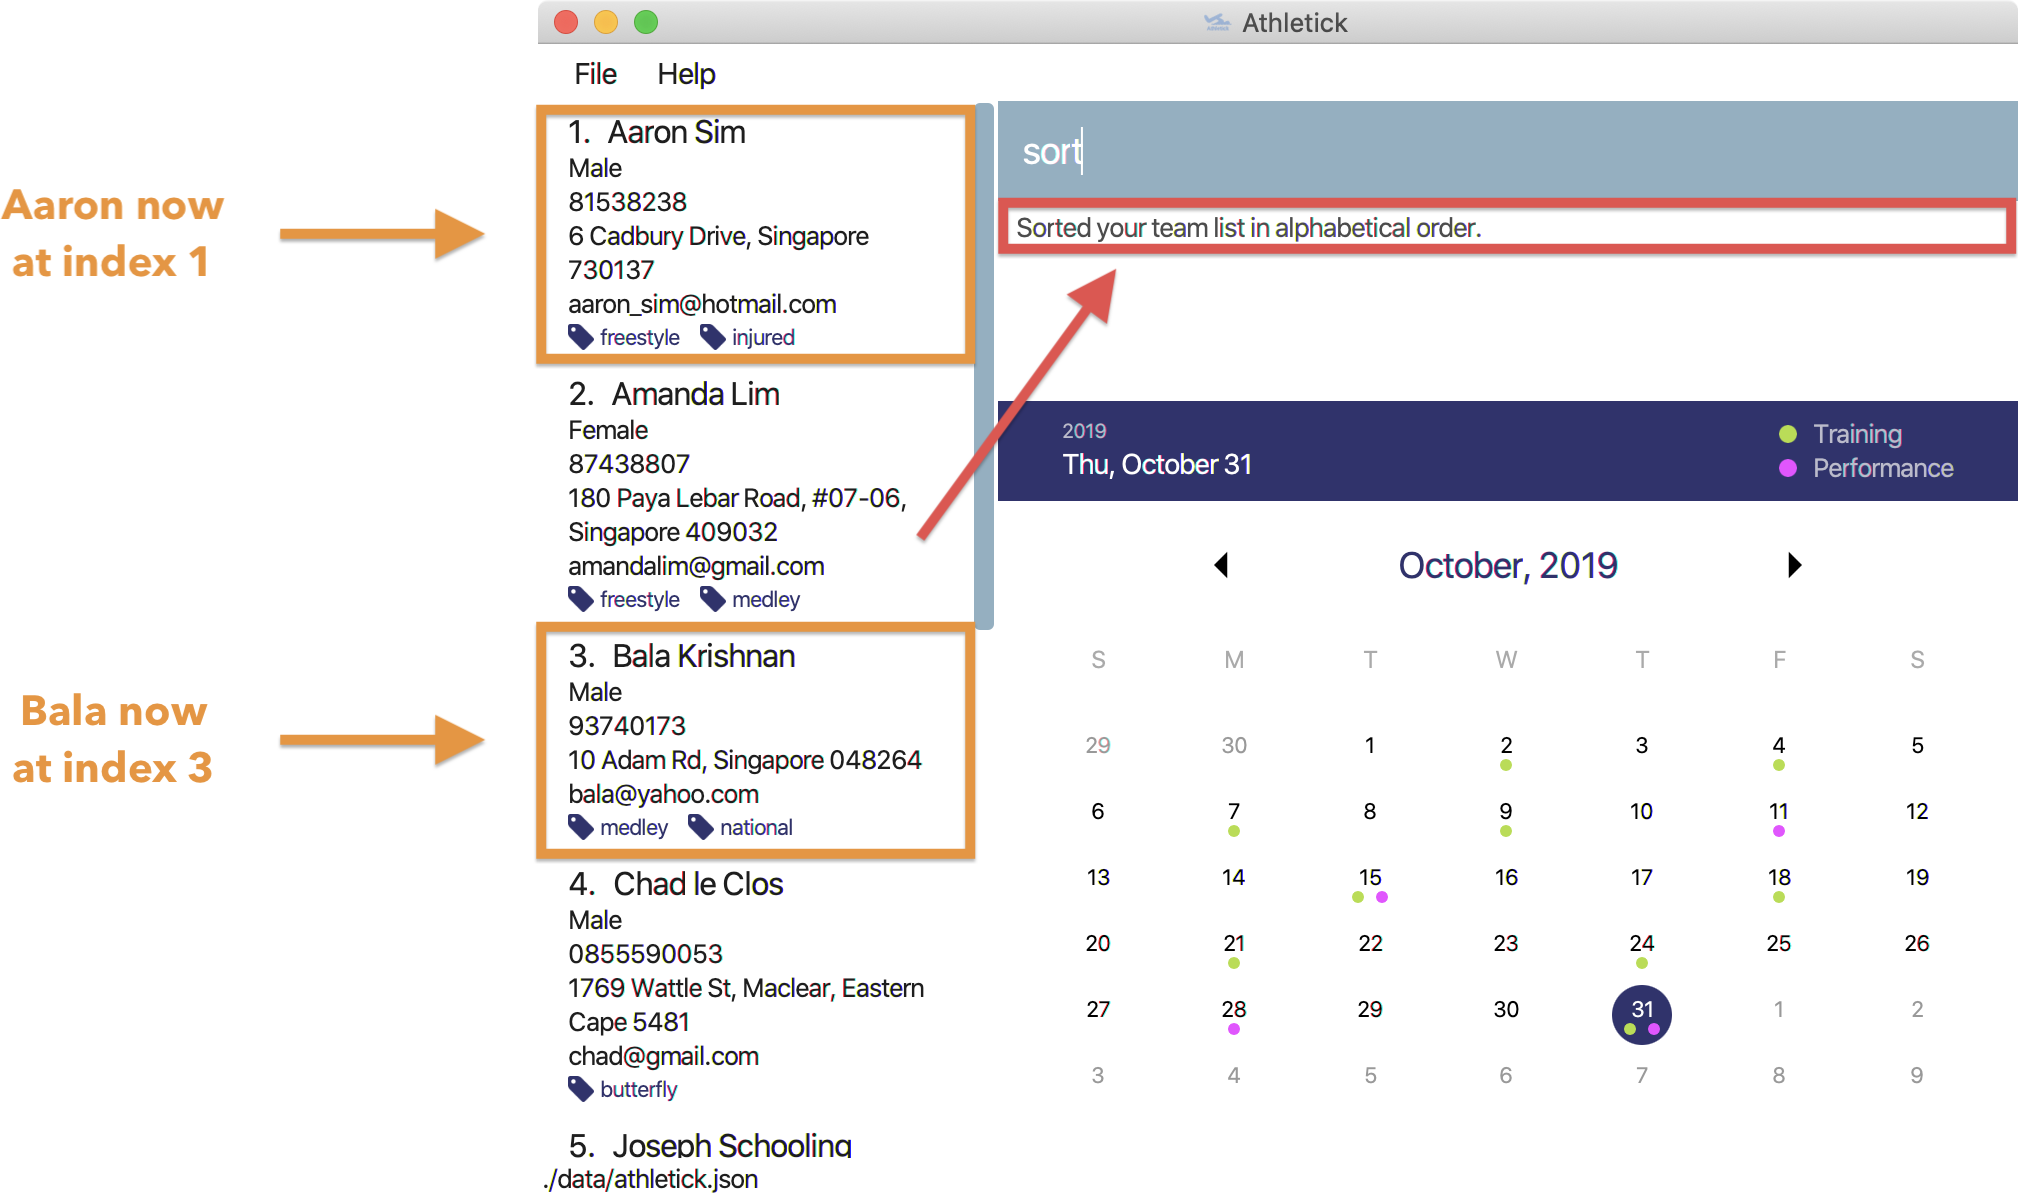 Athletick
File Help
Aaron now
at index 1
Bala now
at index 3
1. Aaron Sim
Male
81538238
6 Cadbury Drive, Singapore
730137
aaron_sim@hotmail.com
freestyle injured
2. Amanda Lim
Female
87438807
180 Paya Lebar Road, #07-06,
Singapore 409032
amandalim@gmail.com
freestyle medley
3. Bala Krishnan
Male
93740173
10 Adam Rd, Singapore 048264
bala@yahoo.com
medley national
4. Chad le Clos
Male
0855590053
1769 Wattle St, Maclear, Eastern
Cape 5481
chad@gmail.com
butterfly
5. Joseph Schooling
./data/athletick.json
sort
Sorted your team list in alphabetical order.
2019
Thu, October 31
Training
Performance
October, 2019
S M T W T F S
29 30 1 2 3 4 5
6 7 8 9 10 11 12
13 14 15 16 17 18 19
20 21 22 23 24 25 26
27 28 29 30 31 1 2
3 4 5 6 7 8 9